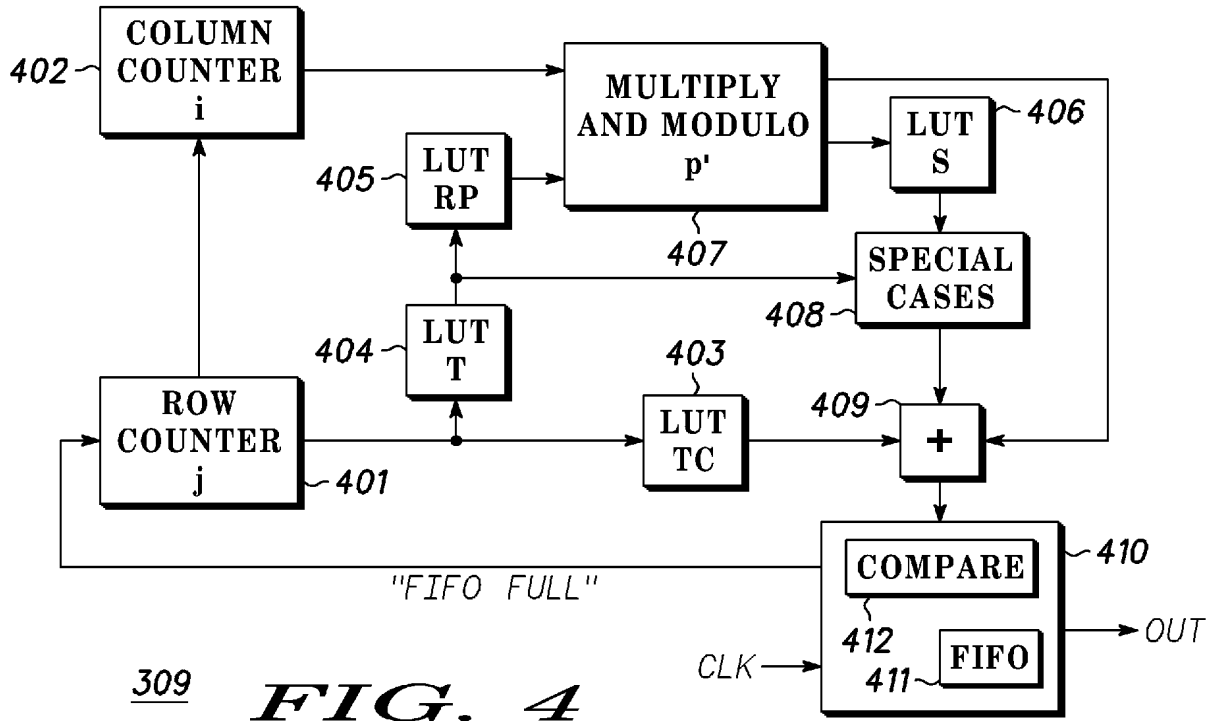 COLUMN
COUNTER
i
402
MULTIPLY
AND MODULO
p'
407
LUT
S
406
LUT
RP
405
SPECIAL
CASES
408
LUT
T
404
403
LUT
TC
409
+
ROW
COUNTER
j
401
410
COMPARE
412
"FIFO FULL"
OUT
CLK
FIFO
411
309
FIG. 4